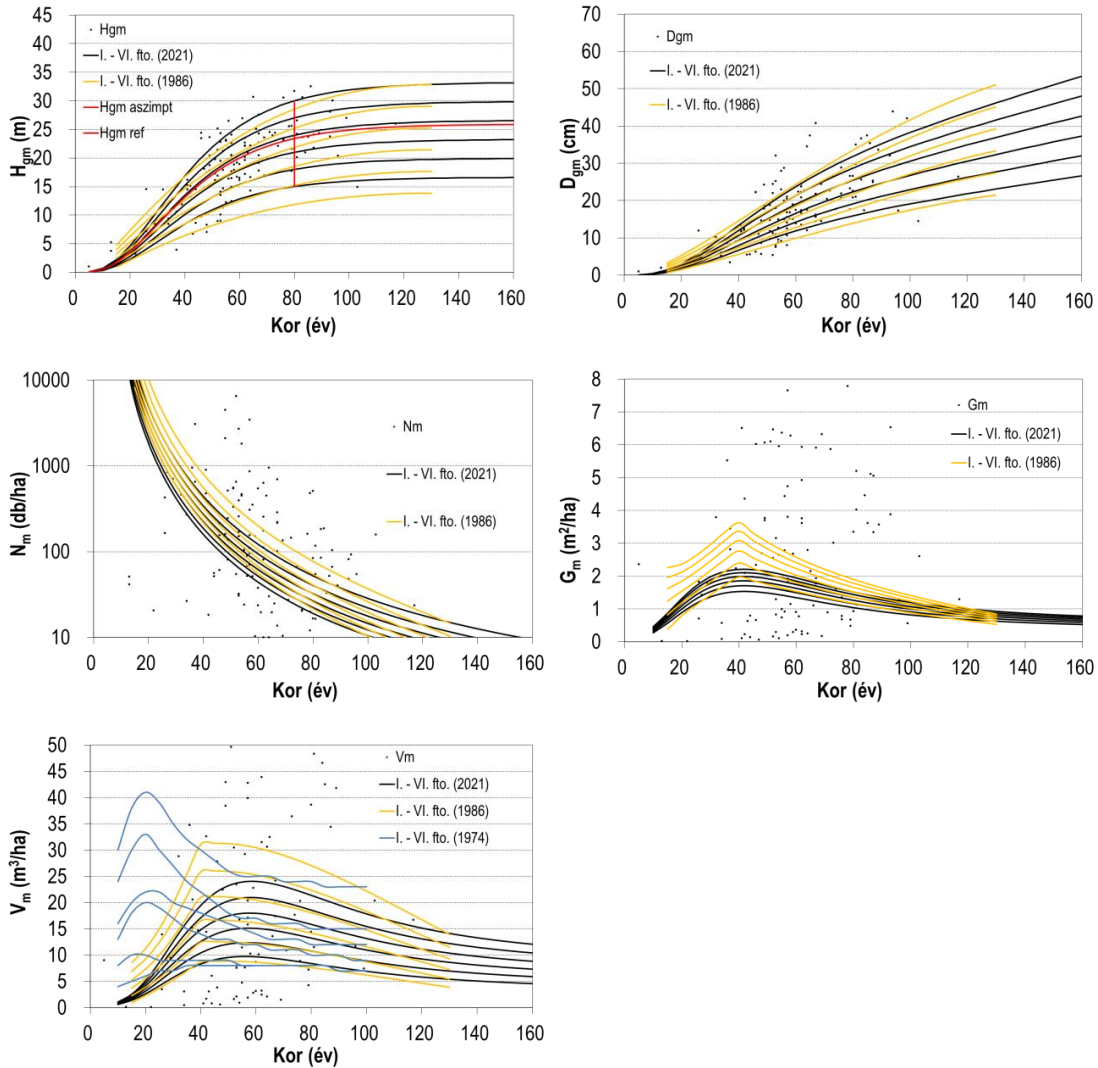 45
40
35
30
25
20
15
10
5
0
H_gm (m)
Hgm
I. - VI. fto. (2021)
I. - VI. fto. (1986)
Hgm aszimpt
Hgm ref
0 20 40 60 80 100 120 140 160
Kor (év)
70
60
50
40
30
20
10
0
D_gm (cm)
Dgm
I. - VI. fto. (2021)
I. - VI. fto. (1986)
0 20 40 60 80 100 120 140 160
Kor (év)
10000
1000
100
10
N_m (db/ha)
Nm
I. - VI. fto. (2021)
I. - VI. fto. (1986)
0 20 40 60 80 100 120 140 160
Kor (év)
8
7
6
5
4
3
2
1
0
G_m (m²/ha)
Gm
I. - VI. fto. (2021)
I. - VI. fto. (1986)
0 20 40 60 80 100 120 140 160
Kor (év)
50
45
40
35
30
25
20
15
10
5
0
V_m (m³/ha)
Vm
I. - VI. fto. (2021)
I. - VI. fto. (1986)
I. - VI. fto. (1974)
0 20 40 60 80 100 120 140 160
Kor (év)